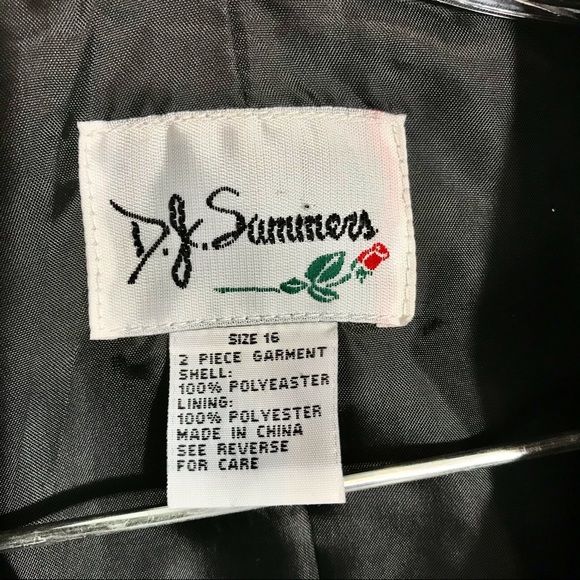 D.J. Summers
SIZE 16
2 PIECE GARMENT
SHELL:
100% POLYEASTER
LINING:
100% POLYESTER
MADE IN CHINA
SEE REVERSE
FOR CARE